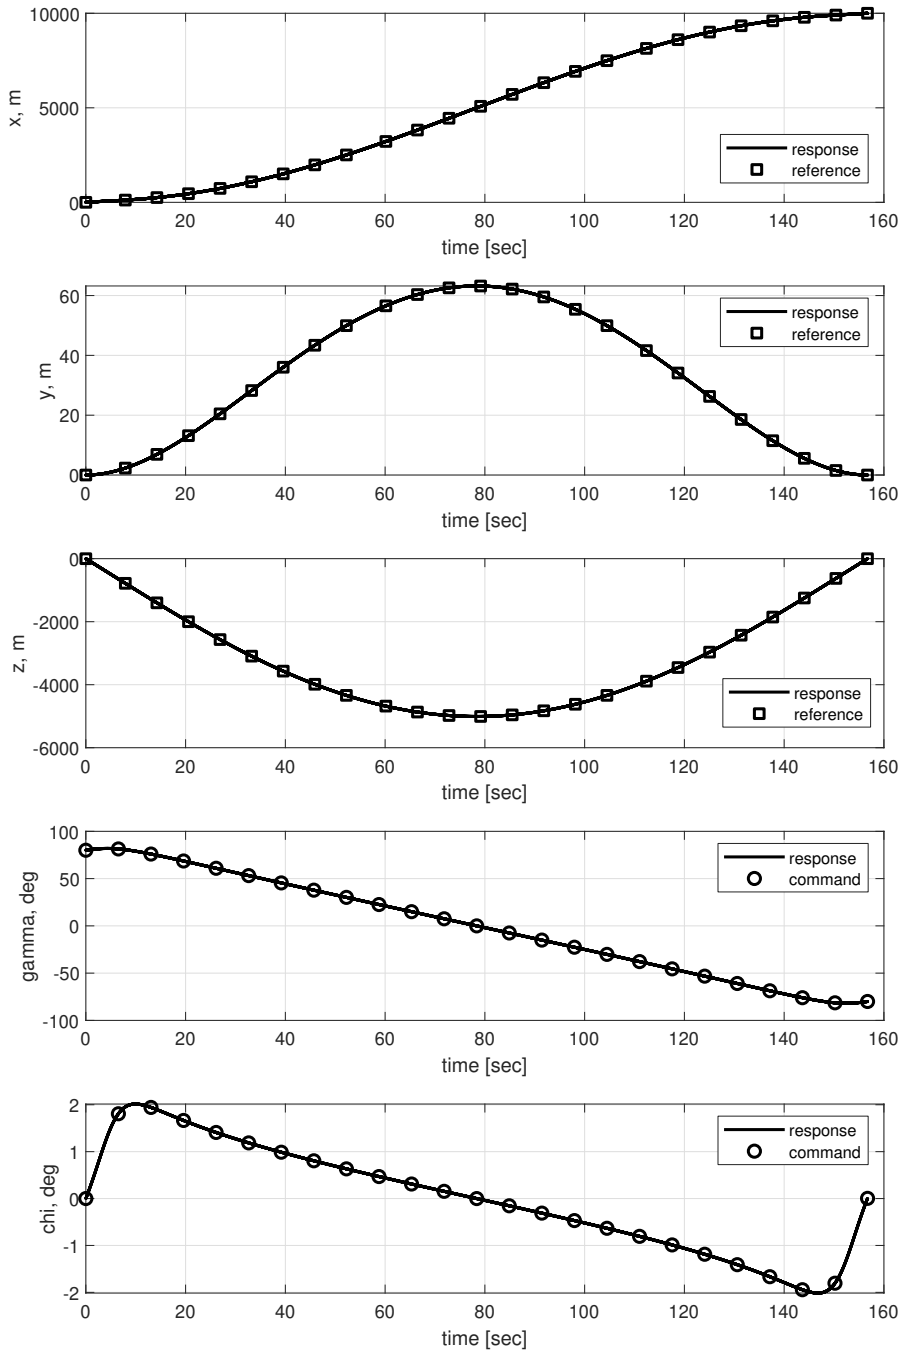 10000
5000
0
x, m
response
reference
0 20 40 60 80 100 120 140 160
time [sec]
60
40
20
0
y, m
response
reference
0 20 40 60 80 100 120 140 160
time [sec]
0
-2000
-4000
-6000
z, m
response
reference
0 20 40 60 80 100 120 140 160
time [sec]
100
50
0
-50
-100
gamma, deg
response
command
0 20 40 60 80 100 120 140 160
time [sec]
2
1
0
-1
-2
chi, deg
response
command
0 20 40 60 80 100 120 140 160
time [sec]